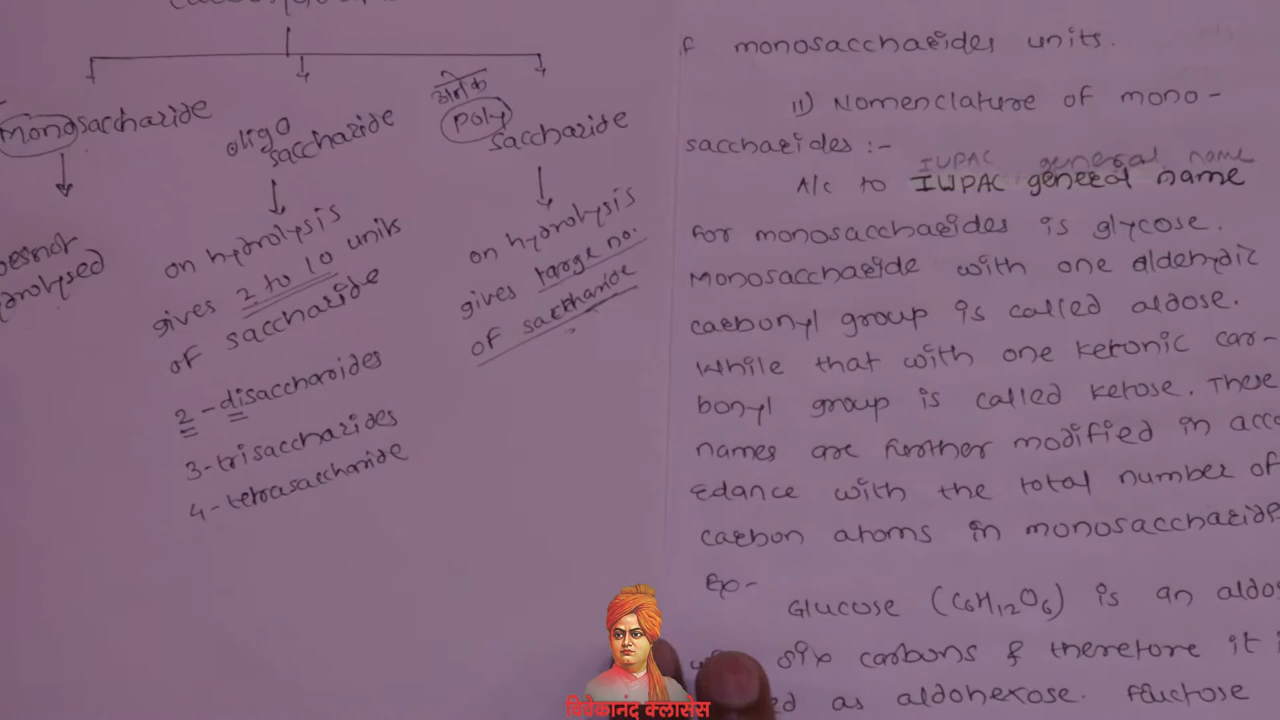 monosaccharide
oligo
saccharide
अनेक
poly
saccharide
on hyrolysis
gives 2 to 10 units
of saccharide
2 - disaccharides
3 - trisaccharides
4 - tetrasaccharide
on hyrolysis
gives large no.
of saccharide
monosaccharides units.
II) Nomenclature of mono-
saccharides :-
IUPAC general name
A/c to IUPAC general name
for monosaccharides is glycose.
Monosaccharide with one aldehydic
carbonyl group is called aldose.
While that with one ketonic car-
bonyl group is called ketose. These
names are further modified in acco
rdance with the total number of
carbon atoms in monosaccharide
Ex-
Glucose (C6H12O6) is an aldo
six carbons & therefore it
as aldohexose. Fructose
विवेकानंद क्लासेस